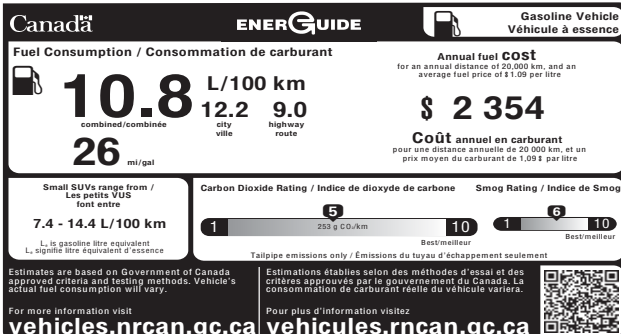 Canada
ENERGUIDE
Gasoline Vehicle
Véhicule à essence
Fuel Consumption / Consommation de carburant
10.8
combined/combinée
L/100 km
12.2
city
ville
9.0
highway
route
26 mi/gal
Annual fuel cost
for an annual distance of 20,000 km, and an
average fuel price of $1.09 per litre
$ 2 354
Coût annuel en carburant
pour une distance annuelle de 20 000 km, et un
prix moyen du carburant de 1,09 $ par litre
Small SUVs range from /
Les petits VUS
font entre
7.4 - 14.4 L/100 km
Lₑ is gasoline litre equivalent
Lₑ signifie litre équivalent d'essence
Carbon Dioxide Rating / Indice de dioxyde de carbone
5
1
253 g CO₂/km
10
Best/meilleur
Smog Rating / Indice de Smog
6
1
10
Best/meilleur
Tailpipe emissions only / Émissions du tuyau d'échappement seulement
Estimates are based on Government of Canada
approved criteria and testing methods. Vehicle's
actual fuel consumption will vary.
For more information visit
vehicles.nrcan.gc.ca
Estimations établies selon des méthodes d'essai et des
critères approuvés par le gouvernement du Canada. La
consommation de carburant réelle du véhicule variera.
Pour plus d'information visitez
vehicules.rncan.gc.ca